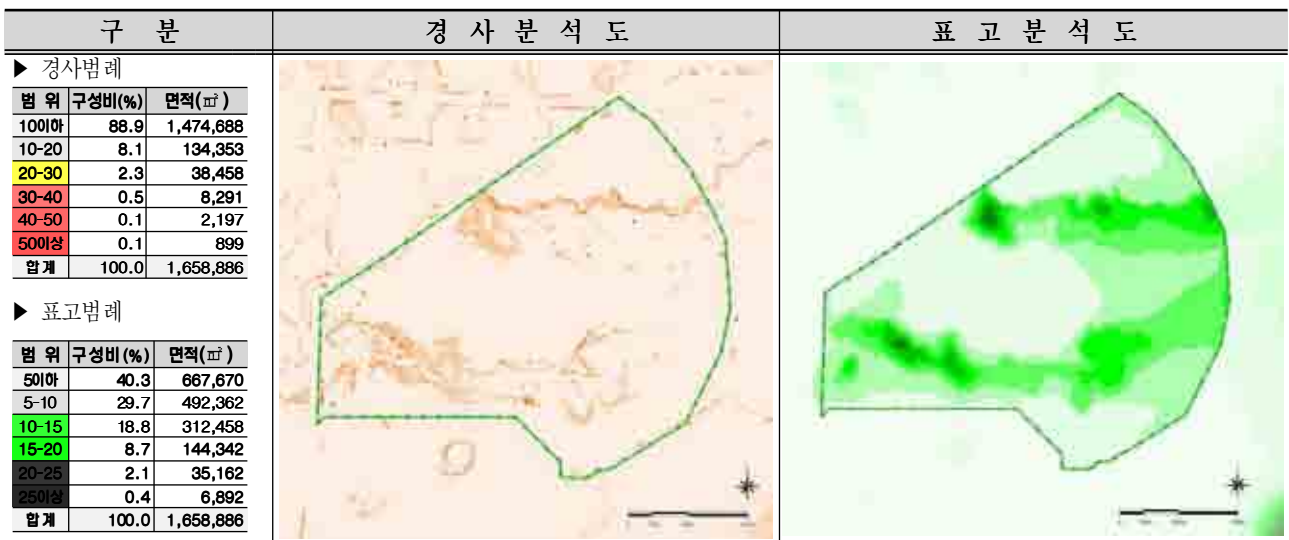 구 분 경 사 분 석 도 표 고 분 석 도
▶ 경사범례
범 위 구성비(%) 면적(㎡)
10이하 88.9 1,474,688
10-20 8.1 134,353
20-30 2.3 38,458
30-40 0.5 8,291
40-50 0.1 2,197
50이상 0.1 899
합계 100.0 1,658,886
▶ 표고범례
범 위 구성비(%) 면적(㎡)
5이하 40.3 667,670
5-10 29.7 492,362
10-15 18.8 312,458
15-20 8.7 144,342
20-25 2.1 35,162
25이상 0.4 6,892
합계 100.0 1,658,886